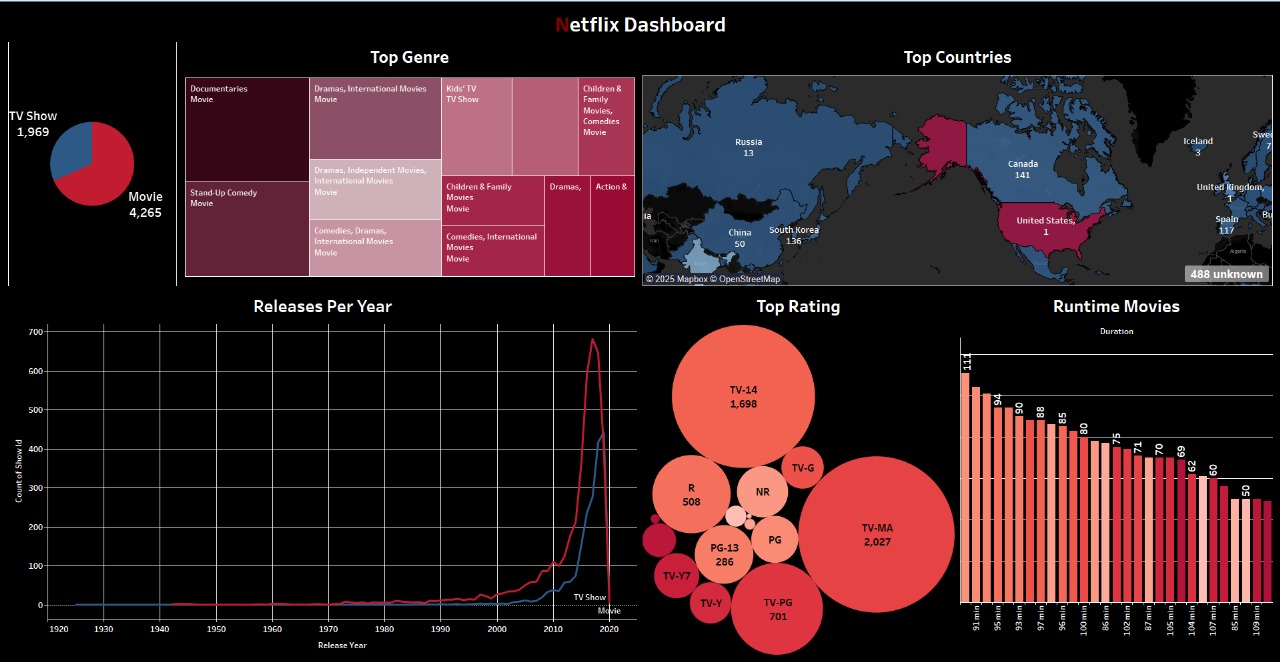 Netflix Dashboard
TV Show
1,969
Movie
4,265
Top Genre
Documentaries
Movie
Stand-Up Comedy
Movie
Dramas, International Movies
Movie
Dramas, Independent Movies,
International Movies
Movie
Comedies, Dramas,
International Movies
Movie
Kids' TV
TV Show
Children &
Family
Movies,
Comedies
Movie
Children & Family
Movies
Movie
Comedies, International
Movies
Movie
Dramas,
Action &
Top Countries
Russia
13
Canada
141
Iceland
3
Swe
7
United Kingdom,
1
Spain
117
Bu
Algeria
United States,
1
China
50
South Korea
136
ia
Iran
© 2025 Mapbox © OpenStreetMap
488 unknown
Releases Per Year
Count of Show Id
700
600
500
400
300
200
100
0
TV Show
Movie
1920
1930
1940
1950
1960
1970
1980
1990
2000
2010
2020
Release Year
Top Rating
TV-14
1,698
TV-G
R
508
NR
TV-MA
2,027
PG-13
286
PG
TV-Y7
TV-Y
TV-PG
701
Runtime Movies
Duration
111
94
90
88
85
80
75
71
70
69
62
60
50
91 min
95 min
93 min
97 min
96 min
100 min
86 min
102 min
87 min
105 min
104 min
107 min
85 min
109 min